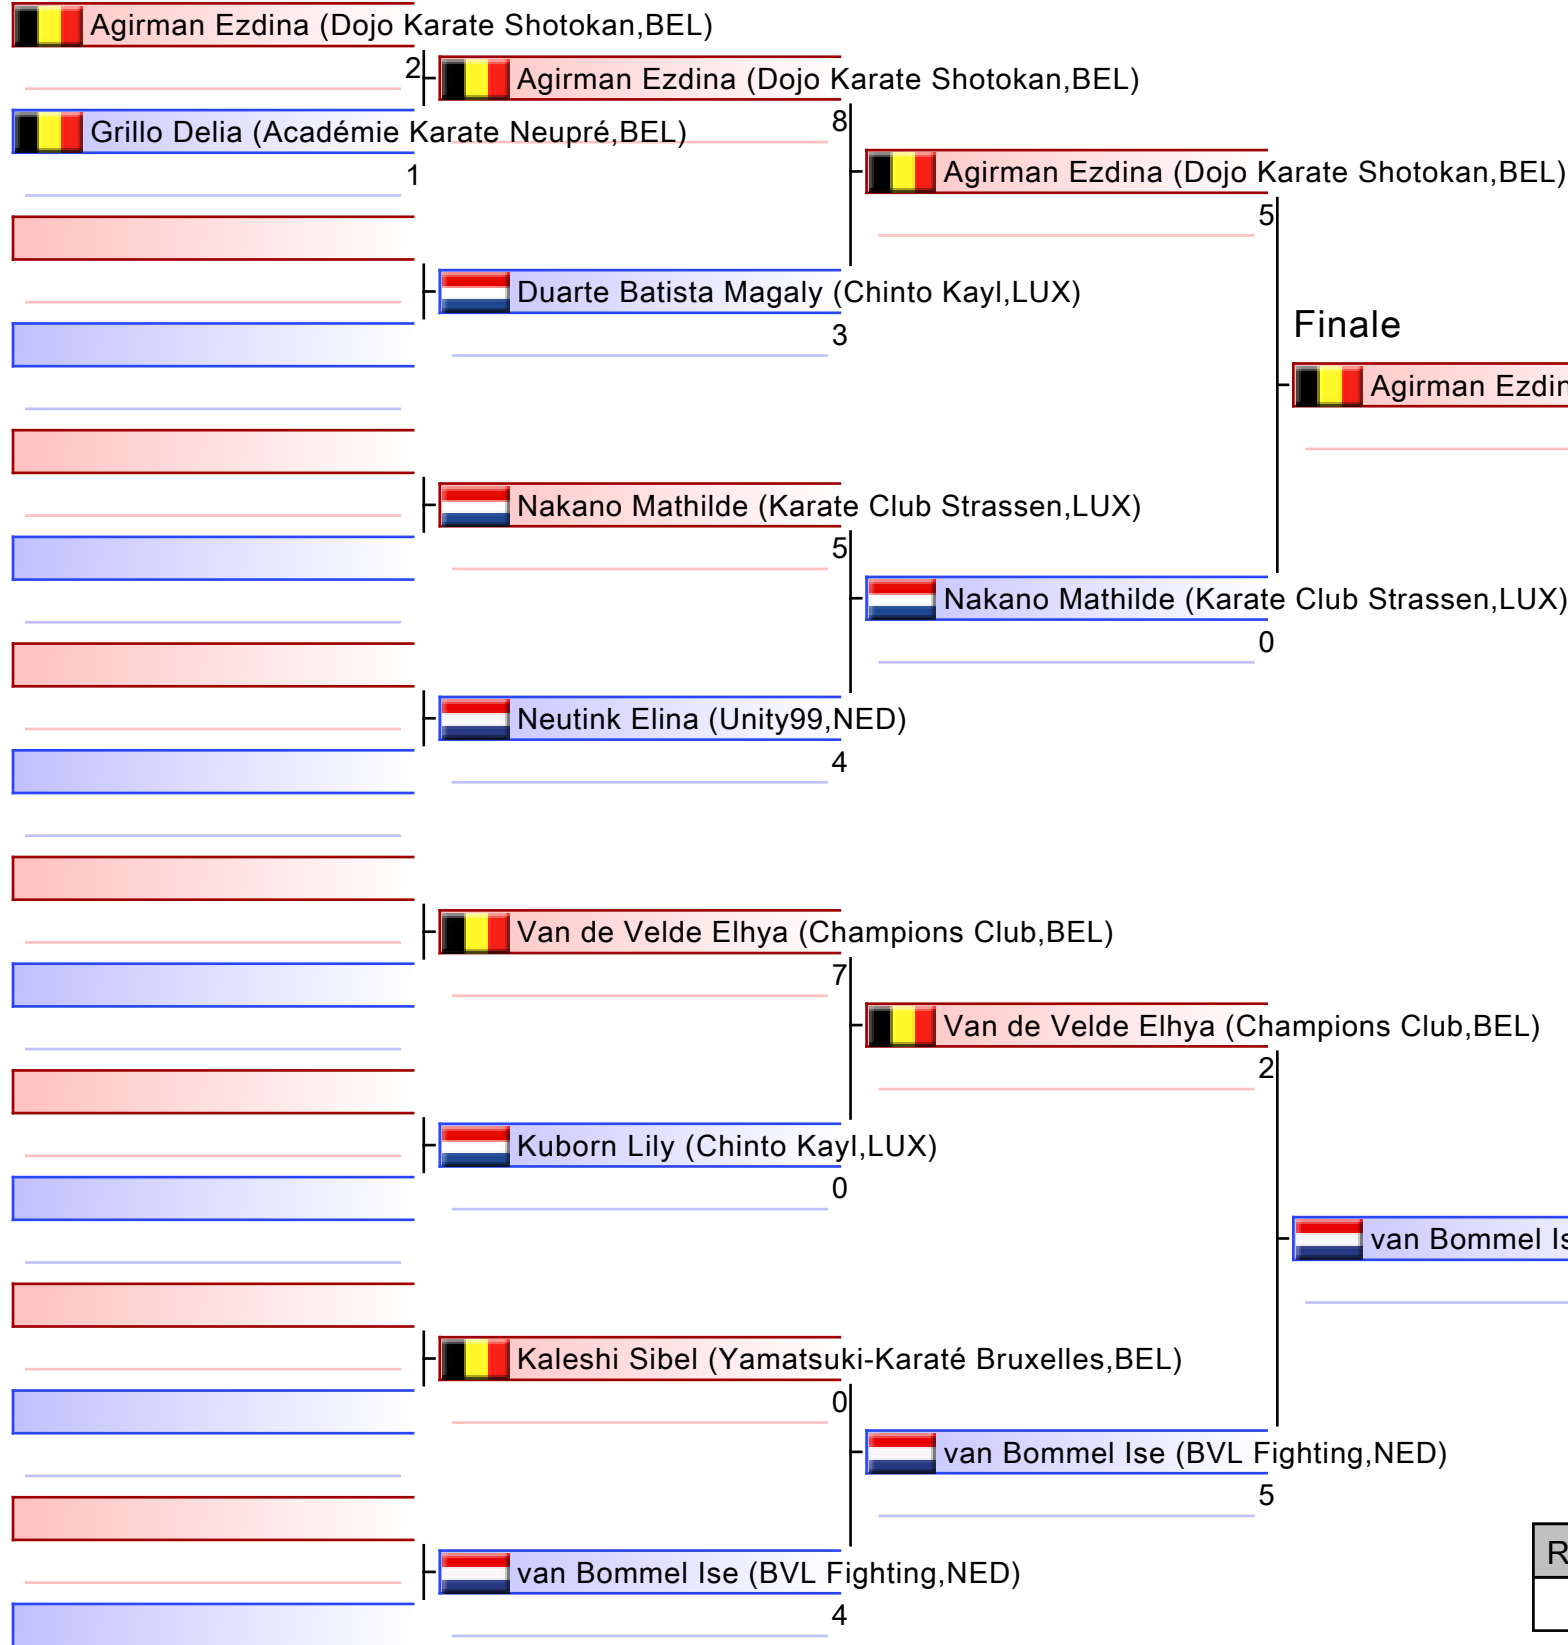 Agirman Ezdina (Dojo Karate Shotokan,BEL)
2
Agirman Ezdina (Dojo Karate Shotokan,BEL)
8
Grillo Delia (Académie Karate Neupré,BEL)
1
Agirman Ezdina (Dojo Karate Shotokan,BEL)
5
Duarte Batista Magaly (Chinto Kayl,LUX)
3
Finale
Agirman Ezdin
Nakano Mathilde (Karate Club Strassen,LUX)
5
Nakano Mathilde (Karate Club Strassen,LUX)
0
Neutink Elina (Unity99,NED)
4
Van de Velde Elhya (Champions Club,BEL)
7
Van de Velde Elhya (Champions Club,BEL)
2
Kuborn Lily (Chinto Kayl,LUX)
0
van Bommel Is
Kaleshi Sibel (Yamatsuki-Karaté Bruxelles,BEL)
0
van Bommel Ise (BVL Fighting,NED)
5
van Bommel Ise (BVL Fighting,NED)
4
R